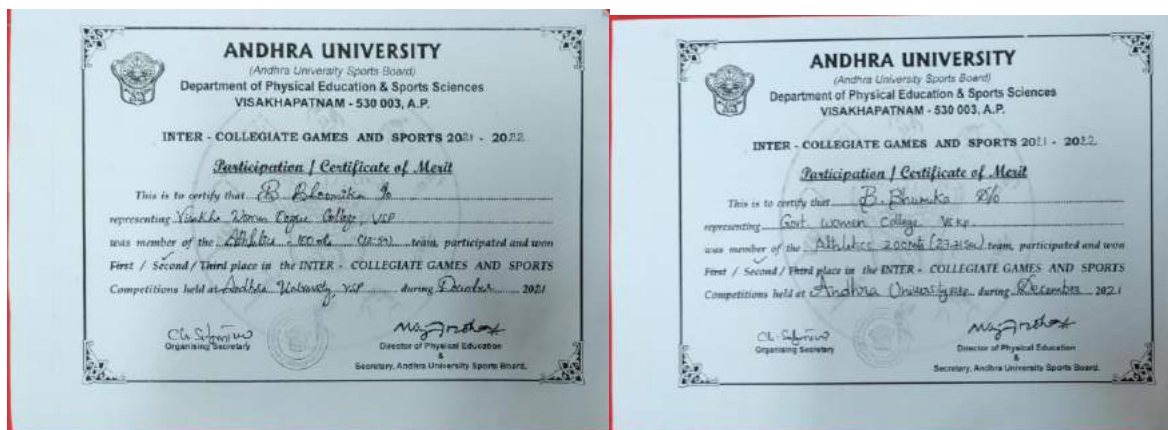 ANDHRA UNIVERSITY
(Andhra University Sports Board)
Department of Physical Education & Sports Sciences
VISAKHAPATNAM - 530 003, A.P.
INTER - COLLEGIATE GAMES AND SPORTS 2021 - 2022
Participation / Certificate of Merit
This is to certify that B. Bhoomika
representing Visakha Women Degree College, VSP
was member of the Athletics - 100 mts team, participated and won
First / Second / Third place in the INTER - COLLEGIATE GAMES AND SPORTS
Competitions held at Andhra University, VSP during December 2021
Organising Secretary
Director of Physical Education
&
Secretary, Andhra University Sports Board.
ANDHRA UNIVERSITY
(Andhra University Sports Board)
Department of Physical Education & Sports Sciences
VISAKHAPATNAM - 530 003, A.P.
INTER - COLLEGIATE GAMES AND SPORTS 2021 - 2022
Participation / Certificate of Merit
This is to certify that B. Bhumika D/o
representing Govt women College
was member of the Athletics 200mts team, participated and won
First / Second / Third place in the INTER - COLLEGIATE GAMES AND SPORTS
Competitions held at Andhra University during December 2021
Organising Secretary
Director of Physical Education
&
Secretary, Andhra University Sports Board.